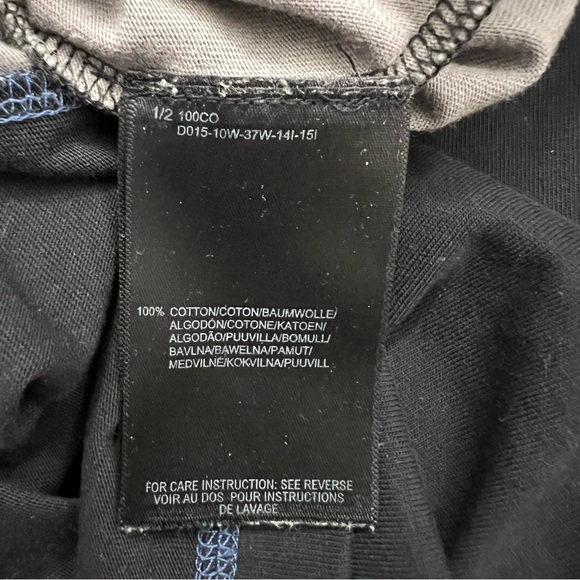 1/2 100CO
D015-10W-37W-14I-15I
100% COTTON/COTON/BAUMWOLLE/
ALGODÓN/COTONE/KATOEN/
ALGODÃO/PUUVILLA/BOMULL/
BAVLNA/BAWEŁNA/PAMUT/
MEDVILNĖ/KOKVILNA/PUUVILL
FOR CARE INSTRUCTION: SEE REVERSE
VOIR AU DOS POUR INSTRUCTIONS
DE LAVAGE